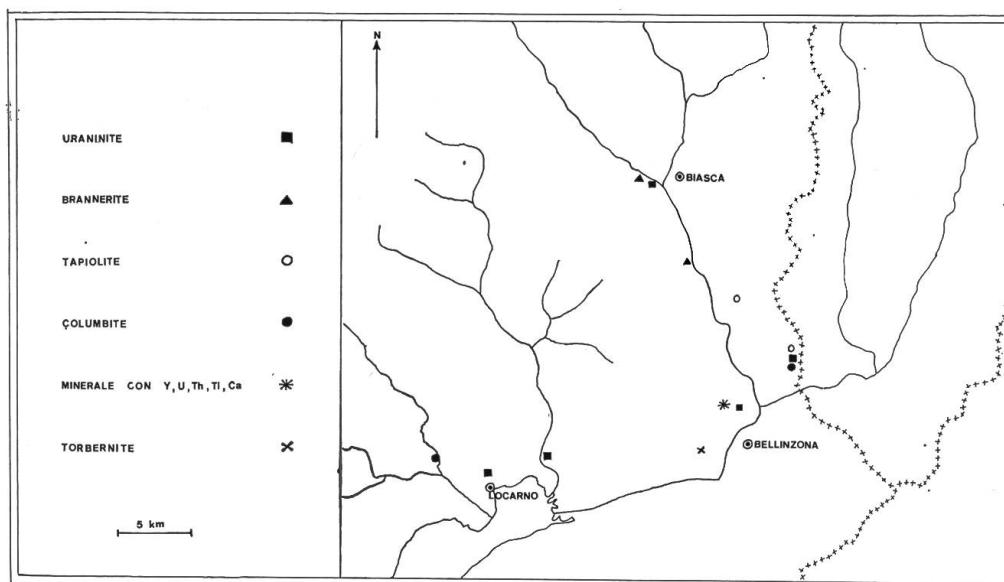 URANINITE
BRANNERITE
TAPIOLITE
ÇOLUMBITE
MINERALE CON Y, U, Th, Ti, Ca
TORBERNITE
5 km
N
BIASCA
BELLINZONA
LOCARNO